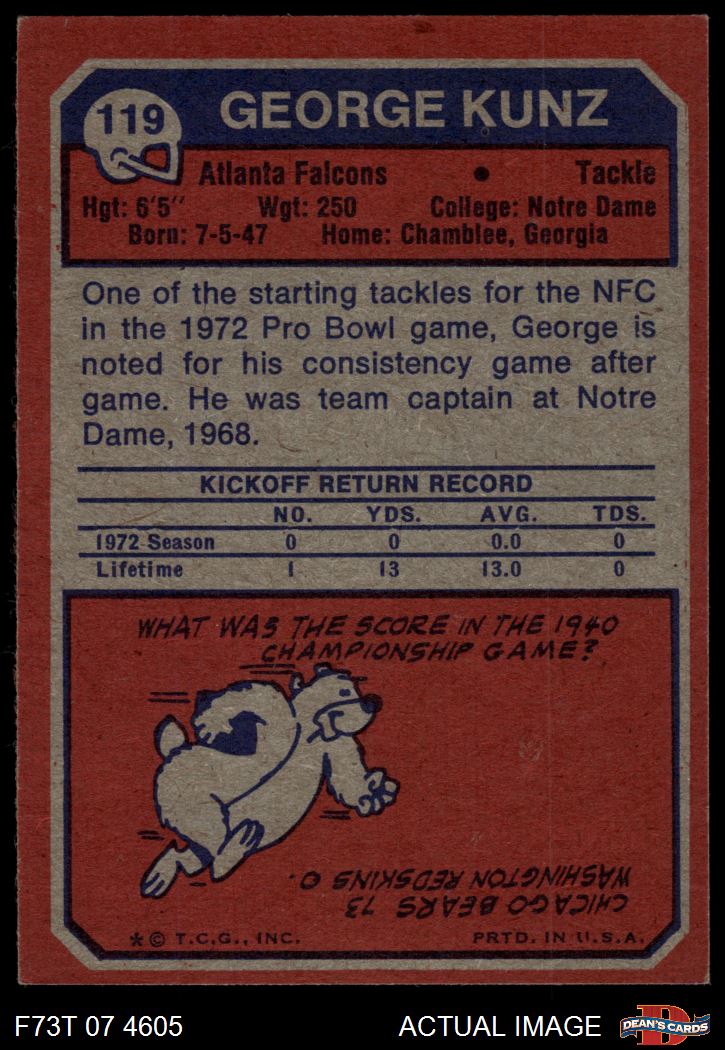 119
GEORGE KUNZ
Atlanta Falcons • Tackle
Hgt: 6'5" Wgt: 250 College: Notre Dame
Born: 7-5-47 Home: Chamblee, Georgia
One of the starting tackles for the NFC
in the 1972 Pro Bowl game, George is
noted for his consistency game after
game. He was team captain at Notre
Dame, 1968.
KICKOFF RETURN RECORD
NO. YDS. AVG. TDS.
1972 Season 0 0 0.0 0
Lifetime 1 13 13.0 0
WHAT WAS THE SCORE IN THE 1940
CHAMPIONSHIP GAME?
CHICAGO BEARS 73
WASHINGTON REDSKINS 0.
*© T.C.G., INC. PRTD. IN U.S.A.
F73T 07 4605 ACTUAL IMAGE
D
DEAN'S CARDS